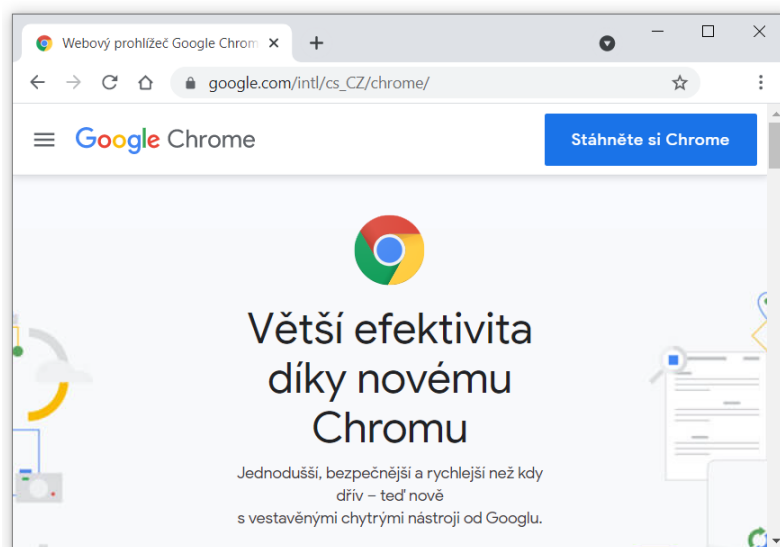 Webový prohlížeč Google Chrom
google.com/intl/cs_CZ/chrome/
Google Chrome
Stáhněte si Chrome
Větší efektivita
díky novému
Chromu
Jednodušší, bezpečnější a rychlejší než kdy
dřív – teď nově
s vestavěnými chytrými nástroji od Googlu.